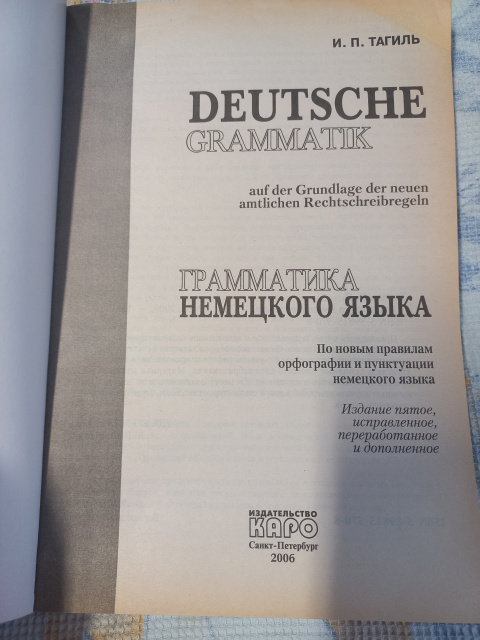 И. П. ТАГИЛЬ
DEUTSCHE
GRAMMATIK
auf der Grundlage der neuen
amtlichen Rechtschreibregeln
ГРАММАТИКА
НЕМЕЦКОГО ЯЗЫКА
По новым правилам
орфографии и пунктуации
немецкого языка
Издание пятое,
исправленное,
переработанное
и дополненное
ИЗДАТЕЛЬСТВО
КАРО
Санкт-Петербург
2006